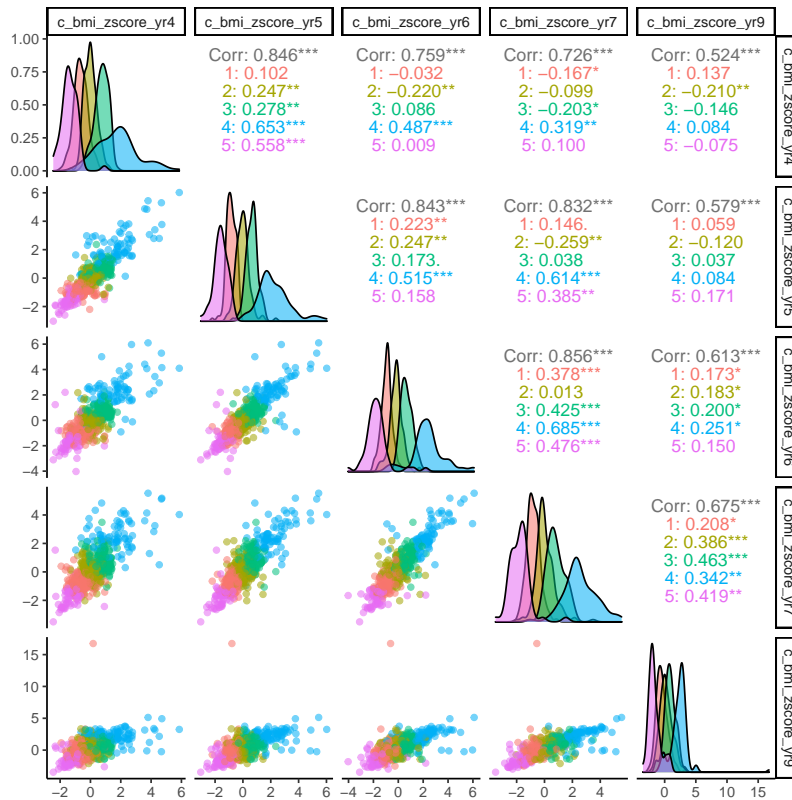 c_bmi_zscore_yr4
c_bmi_zscore_yr5
c_bmi_zscore_yr6
c_bmi_zscore_yr7
c_bmi_zscore_yr9
1.00
0.75
0.50
0.25
0.00
Corr: 0.846***
1: 0.102
2: 0.247**
3: 0.278**
4: 0.653***
5: 0.558***
Corr: 0.759***
1: −0.032
2: −0.220**
3: 0.086
4: 0.487***
5: 0.009
Corr: 0.726***
1: −0.167*
2: −0.099
3: −0.203*
4: 0.319**
5: 0.100
Corr: 0.524***
1: 0.137
2: −0.210**
3: −0.146
4: 0.084
5: −0.075
c_bmi_zscore_yr4
6
4
2
0
−2
Corr: 0.843***
1: 0.223**
2: 0.247**
3: 0.173.
4: 0.515***
5: 0.158
Corr: 0.832***
1: 0.146.
2: −0.259**
3: 0.038
4: 0.614***
5: 0.385**
Corr: 0.579***
1: 0.059
2: −0.120
3: 0.037
4: 0.084
5: 0.171
c_bmi_zscore_yr5
6
4
2
0
−2
−4
Corr: 0.856***
1: 0.378***
2: 0.013
3: 0.425***
4: 0.685***
5: 0.476***
Corr: 0.613***
1: 0.173*
2: 0.183*
3: 0.200*
4: 0.251*
5: 0.150
c_bmi_zscore_yr6
4
2
0
−2
Corr: 0.675***
1: 0.208*
2: 0.386***
3: 0.463***
4: 0.342**
5: 0.419**
c_bmi_zscore_yr7
15
10
5
0
c_bmi_zscore_yr9
−2 0 2 4 6
−2 0 2 4 6
−4 −2 0 2 4 6
−2 0 2 4
0 5 10 15